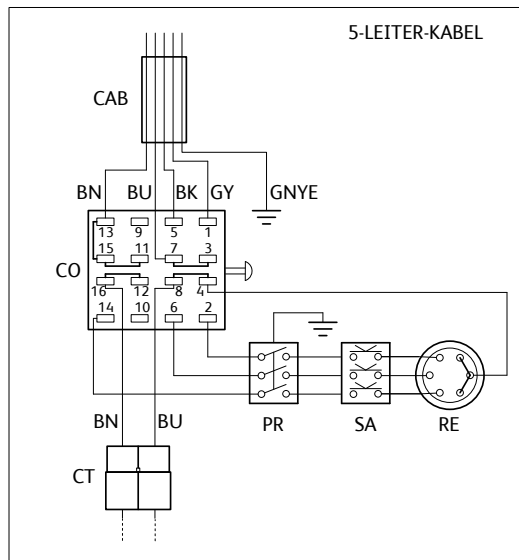 5-LEITER-KABEL
CAB
BN BU BK GY GNYE
13 9 5 1
15 11 7 3
CO
16 12 8 4
14 10 6 2
BN BU
PR SA RE
CT